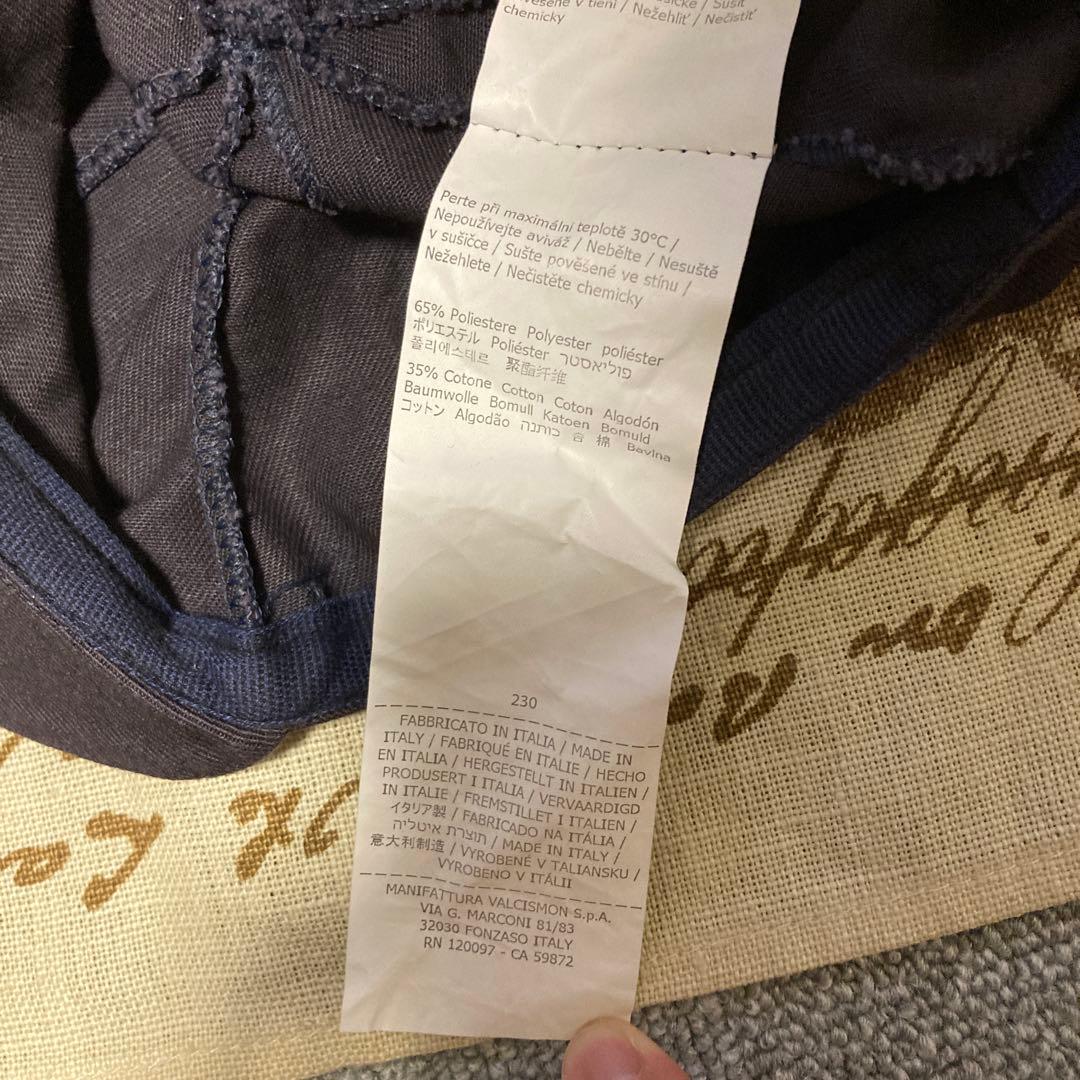 vešené v tieni / Nežehliť / Nečistiť
chemicky
Perte při maximální teplotě 30°C /
Nepoužívejte aviváž / Nebělte / Nesuště
v sušičce / Sušte pověšené ve stínu /
Nežehlete / Nečistěte chemicky
65% Poliestere Polyester poliéster
ポリエステル Poliéster פוליאסטר
폴리에스테르 聚酯纤维
35% Cotone Cotton Coton Algodón
Baumwolle Bomull Katoen Bomuld
コットン Algodão כותנה 음 棉 Bavlna
230
FABBRICATO IN ITALIA / MADE IN
ITALY / FABRIQUÉ EN ITALIE / HECHO
EN ITALIA / HERGESTELLT IN ITALIEN /
PRODUSERT I ITALIA / VERVAARDIGD
IN ITALIE / FREMSTILLET I ITALIEN /
イタリア製 / FABRICADO NA ITÁLIA /
תוצרת איטליה / MADE IN ITALY /
意大利制造 / VYROBENÉ V TALIANSKU /
VYROBENO V ITÁLII
MANIFATTURA VALCISMON S.p.A.
VIA G. MARCONI 81/83
32030 FONZASO ITALY
RN 120097 - CA 59872